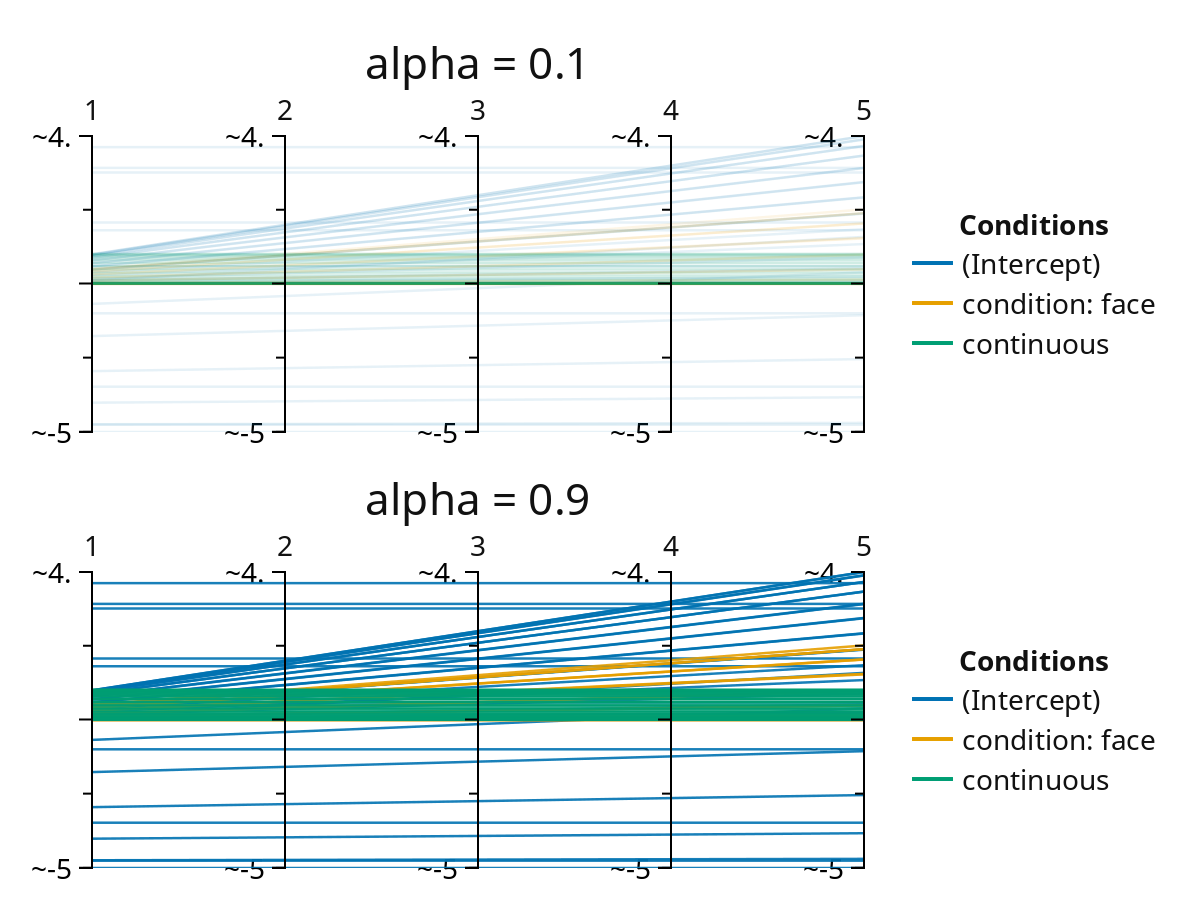 alpha = 0.1
1 2 3 4 5
~4. ~4. ~4. ~4. ~4.
Conditions
(Intercept)
condition: face
continuous
~-5 ~-5 ~-5 ~-5 ~-5
alpha = 0.9
1 2 3 4 5
~4. ~4. ~4. ~4. ~4.
Conditions
(Intercept)
condition: face
continuous
~-5 ~-5 ~-5 ~-5 ~-5